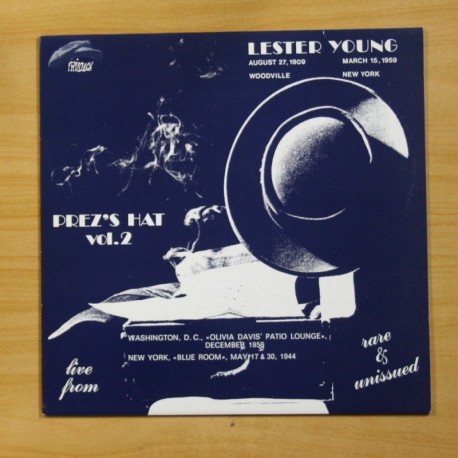 LESTER YOUNG
AUGUST 27, 1909 MARCH 15, 1959
WOODVILLE NEW YORK
PREZ'S HAT
vol. 2
WASHINGTON, D. C., «OLIVIA DAVIS' PATIO LOUNGE»,
DECEMBER 1956
NEW YORK, «BLUE ROOM», MAY 17 & 30, 1944
live
from
rare
&
unissued